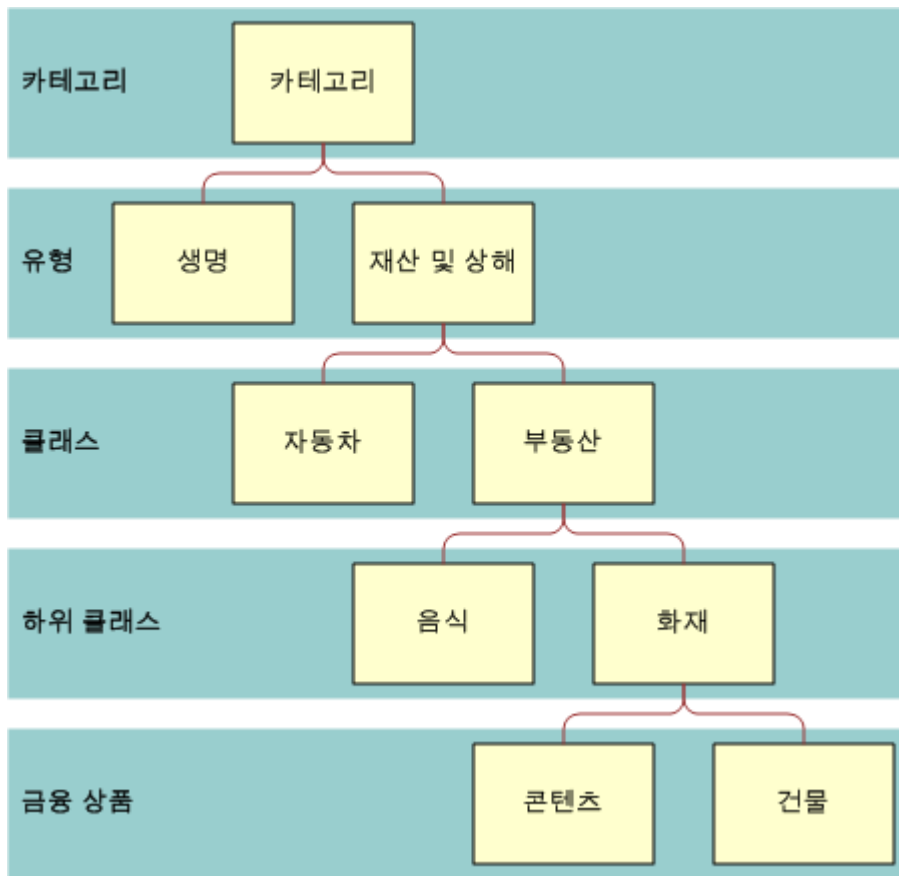 카테고리
카테고리
유형
생명
재산 및 상해
클래스
자동차
부동산
하위 클래스
음식
화재
금융 상품
콘텐츠
건물